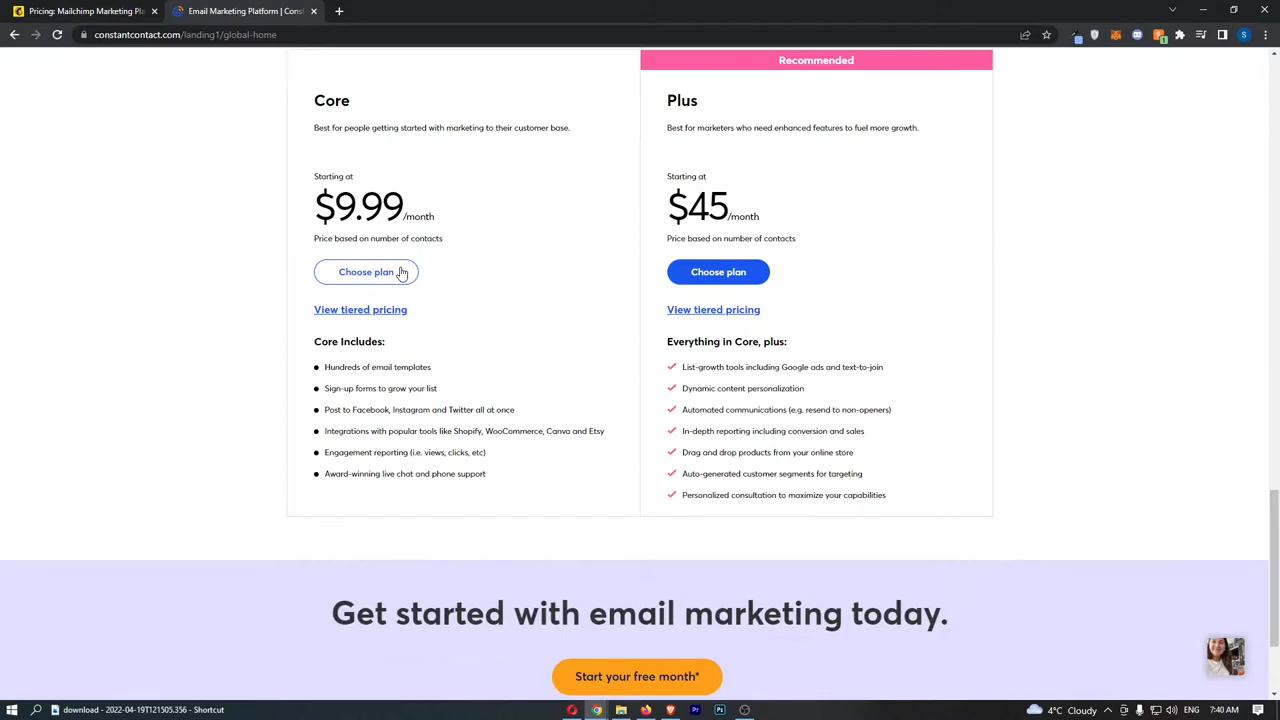 Pricing: Mailchimp Marketing Pl
Email Marketing Platform | Const
constantcontact.com/landing1/global-home
Recommended
Core
Best for people getting started with marketing to their customer base.
Starting at
$9.99/month
Price based on number of contacts
Choose plan
View tiered pricing
Core Includes:
Hundreds of email templates
Sign-up forms to grow your list
Post to Facebook, Instagram and Twitter all at once
Integrations with popular tools like Shopify, WooCommerce, Canva and Etsy
Engagement reporting (i.e. views, clicks, etc)
Award-winning live chat and phone support
Plus
Best for marketers who need enhanced features to fuel more growth.
Starting at
$45/month
Price based on number of contacts
Choose plan
View tiered pricing
Everything in Core, plus:
List-growth tools including Google ads and text-to-join
Dynamic content personalization
Automated communications (e.g. resend to non-openers)
In-depth reporting including conversion and sales
Drag and drop products from your online store
Auto-generated customer segments for targeting
Personalized consultation to maximize your capabilities
Get started with email marketing today.
Start your free month*
download - 2022-04-19T121505.356 - Shortcut
4°C Cloudy
7:40 AM